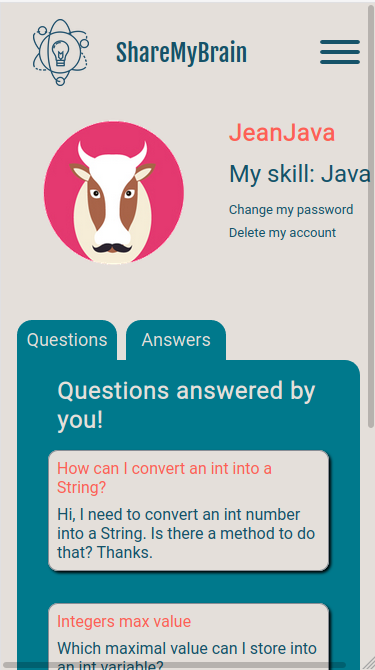 ShareMyBrain
JeanJava
My skill: Java
Change my password
Delete my account
Questions
Answers
Questions answered by
you!
How can I convert an int into a
String?
Hi, I need to convert an int number
into a String. Is there a method to do
that? Thanks.
Integers max value
Which maximal value can I store into
an int variable?